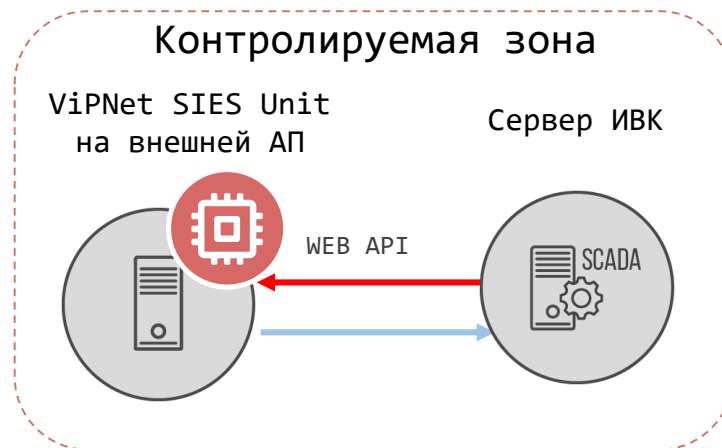 Контролируемая зона
ViPNet SIES Unit
на внешней АП
Сервер ИВК
WEB API
SCADA